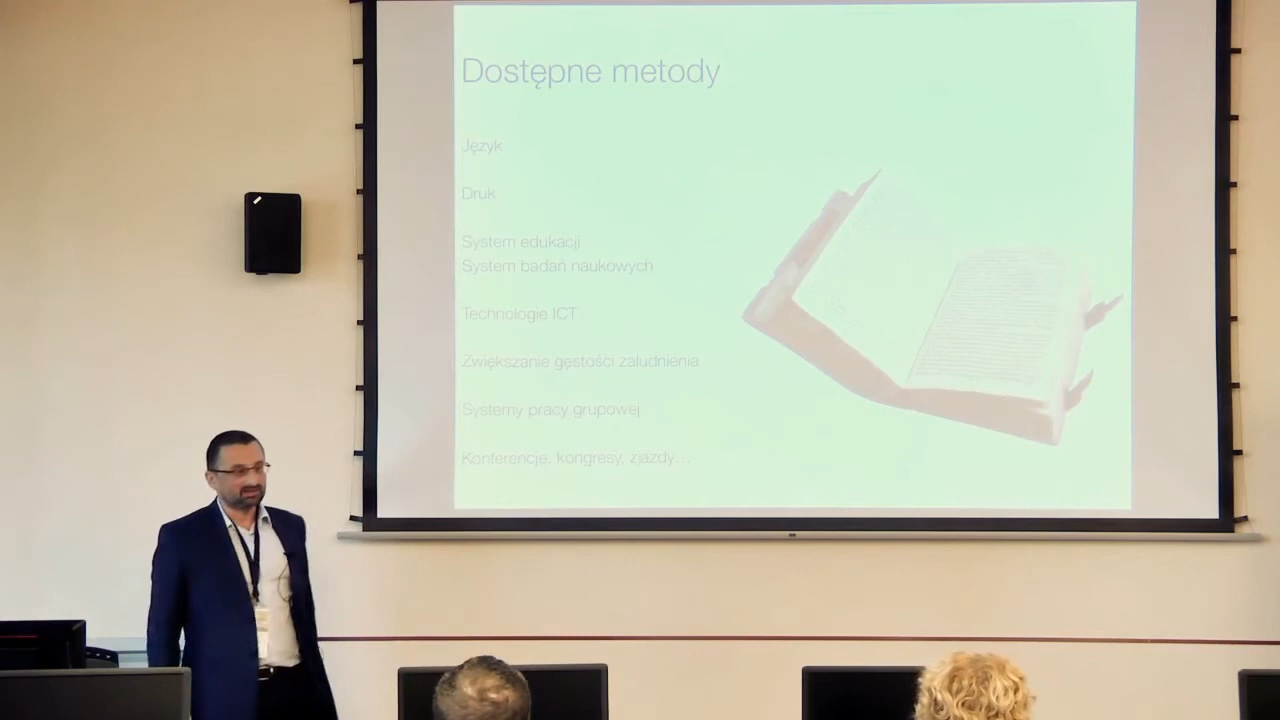 Dostępne metody
Język
Druk
System edukacji
System badań naukowych
Technologie ICT
Zwiększanie gęstości zaludnienia
Systemy pracy grupowej
Konferencje, kongresy, zjazdy...